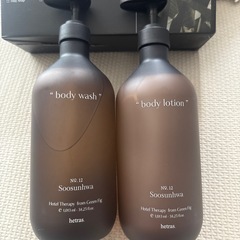 " body wash "
NO. 12
Soosunhwa
Hotel Therapy from Green Fig
hetras
" body lotion "
NO. 12
Soosunhwa
Hotel Therapy from Green Fig
hetras